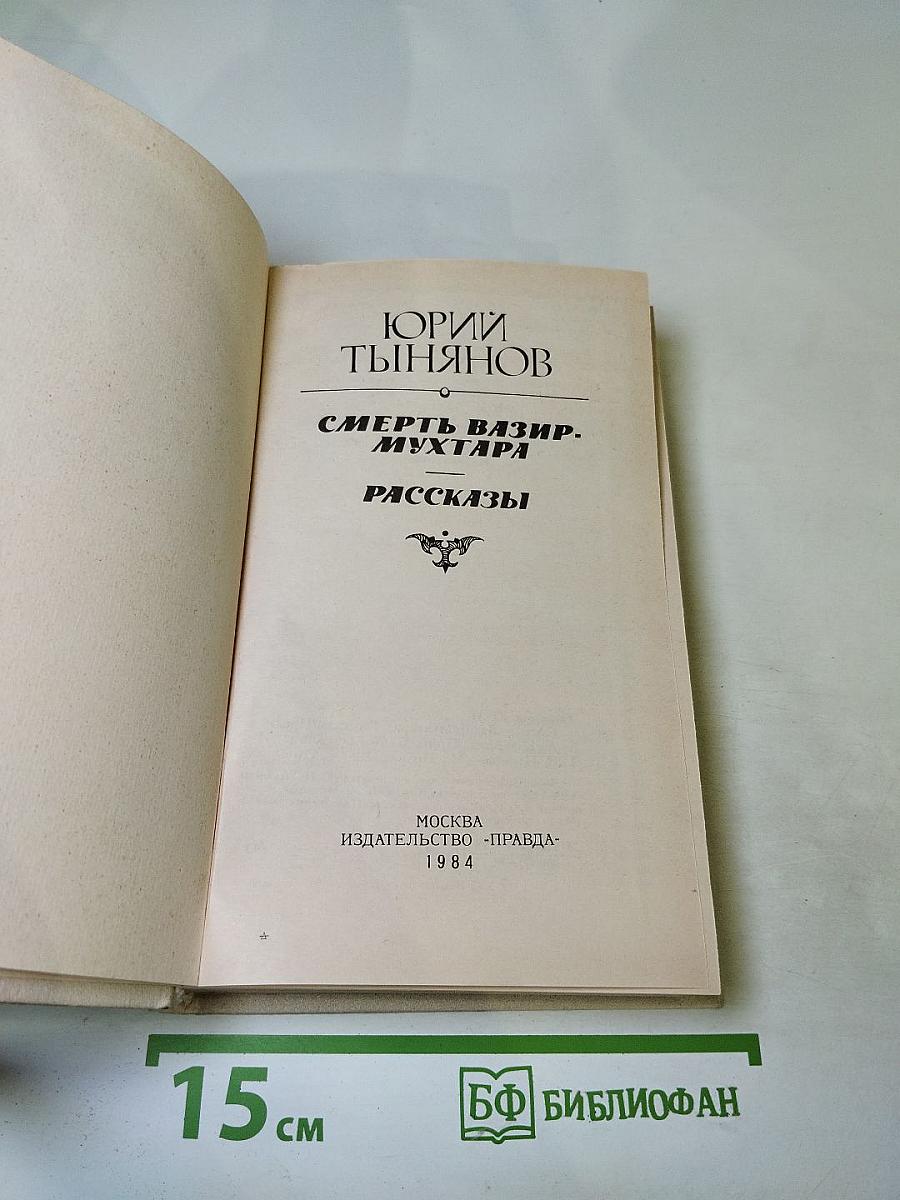 ЮРИЙ
ТЫНЯНОВ
СМЕРТЬ ВАЗИР-
МУХТАРА
РАССКАЗЫ
МОСКВА
ИЗДАТЕЛЬСТВО «ПРАВДА»
1984
15 см
БФ БИБЛИОФАН